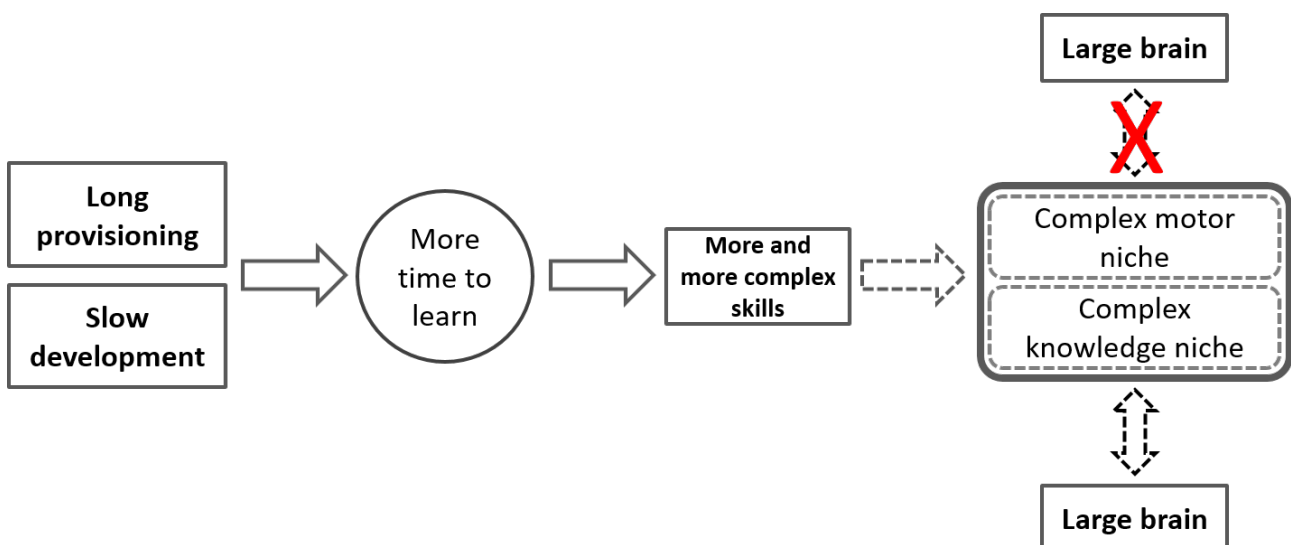 Large brain
X
Long
provisioning
Slow
development
More
time to
learn
More and
more complex
skills
Complex motor
niche
Complex
knowledge niche
Large brain